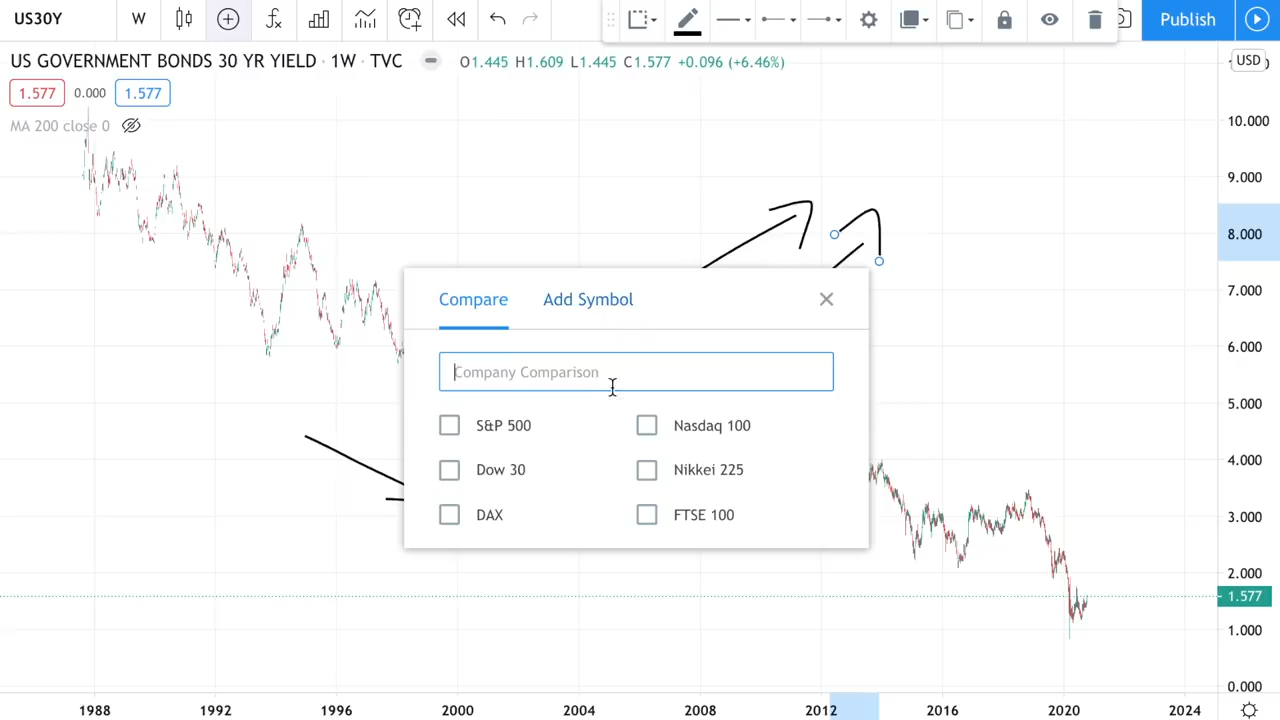 US30Y W Publish
US GOVERNMENT BONDS 30 YR YIELD · 1W · TVC O1.445 H1.609 L1.445 C1.577 +0.096 (+6.46%) USD
1.577 0.000 1.577
MA 200 close 0
10.000
9.000
8.000
7.000
6.000
5.000
4.000
3.000
2.000
1.577
1.000
0.000
Compare Add Symbol
Company Comparison
S&P 500 Nasdaq 100
Dow 30 Nikkei 225
DAX FTSE 100
1988 1992 1996 2000 2004 2008 2012 2016 2020 2024